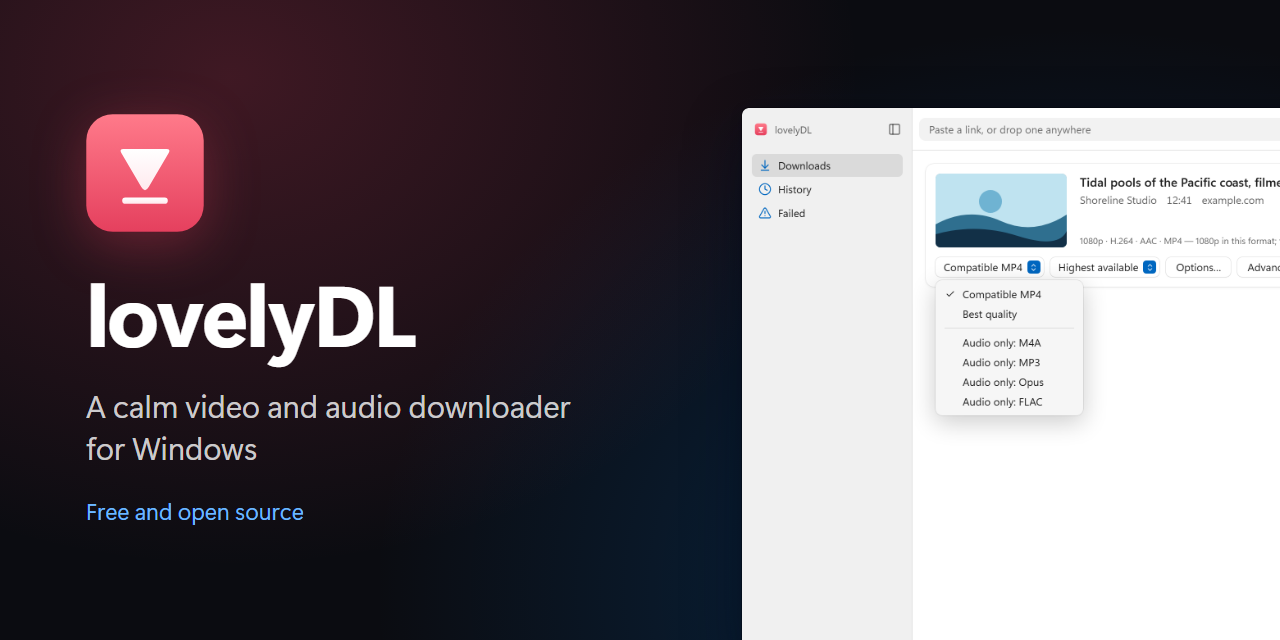 lovelyDL
A calm video and audio downloader
for Windows
Free and open source
lovelyDL
Downloads
History
Failed
Paste a link, or drop one anywhere
Tidal pools of the Pacific coast, filme
Shoreline Studio 12:41 example.com
1080p · H.264 · AAC · MP4 — 1080p in this format;
Compatible MP4 Highest available Options... Advanc
Compatible MP4
Best quality
Audio only: M4A
Audio only: MP3
Audio only: Opus
Audio only: FLAC